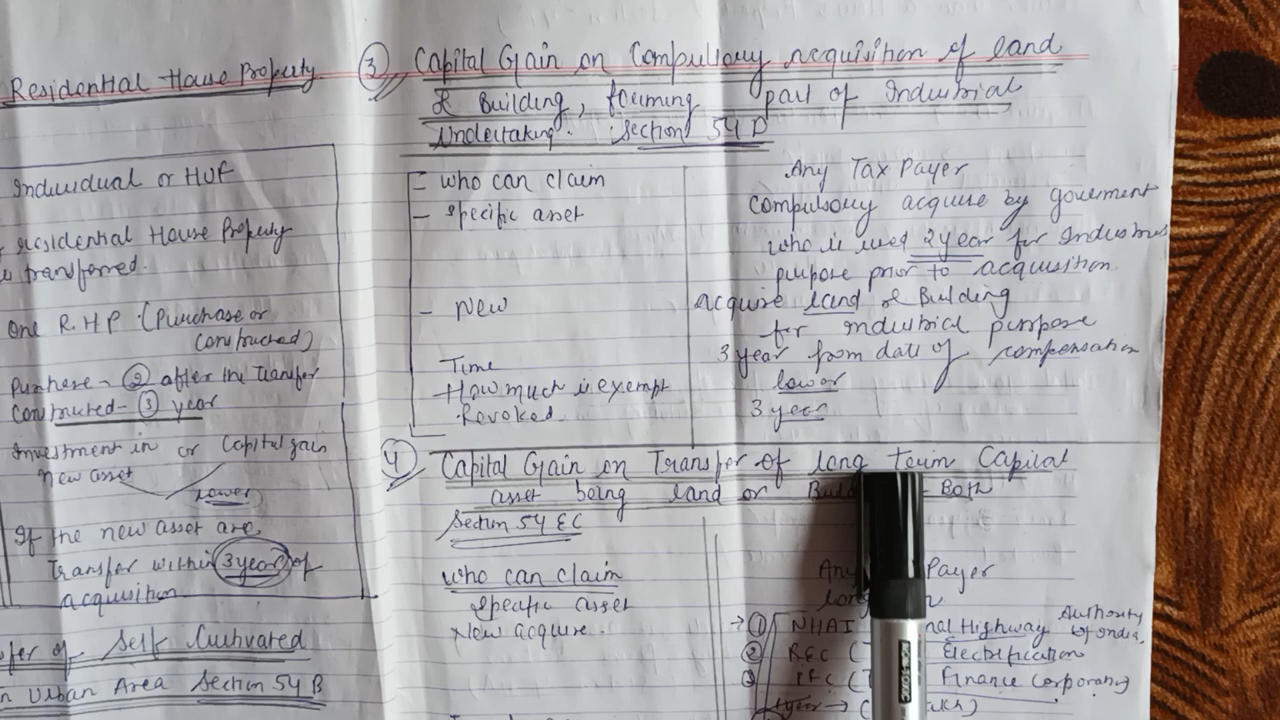 Residential House Property
Individual or HUF
residential House Property
is transferred.
One R.H.P. (Purchase or
constructed)
Purchase - ② after the transfer
Constructed - ③ year
Investment in or Capital gain
New asset
lower
If the new asset are
transfer within 3 year of
acquisition
Self Cultivated
Urban Area Section 54 B
③ Capital Gain on Compulsory acquisition of land
& Building, forming part of Industrial
Undertaking. Section 54 D
- who can claim Any Tax Payer
- specific asset Compulsory acquire by goverment
who is used 2 year for Industrial
purpose prior to acquisition
- New acquire land & Building
for industrial purpose
Time 3 year from date of compensation
- How much is exempt lower
Revoked 3 year
④ Capital Gain on Transfer of long term Capital
asset being land or Both
Section 54 EC
who can claim Payer
specific asset
New acquire.
→ ① NHAI Highway Authority of India
② REC ( Electrification
③ Finance Corporation)
1 year → (